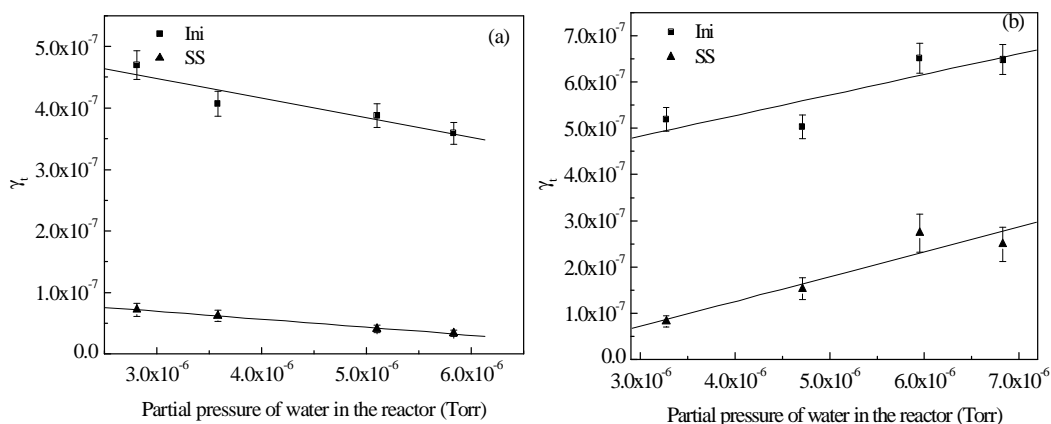 (a)
Ini
SS
5.0x10⁻⁷
4.0x10⁻⁷
3.0x10⁻⁷
2.0x10⁻⁷
1.0x10⁻⁷
0.0
γt
3.0x10⁻⁶ 4.0x10⁻⁶ 5.0x10⁻⁶ 6.0x10⁻⁶
Partial pressure of water in the reactor (Torr)
(b)
Ini
SS
7.0x10⁻⁷
6.0x10⁻⁷
5.0x10⁻⁷
4.0x10⁻⁷
3.0x10⁻⁷
2.0x10⁻⁷
1.0x10⁻⁷
0.0
γt
3.0x10⁻⁶ 4.0x10⁻⁶ 5.0x10⁻⁶ 6.0x10⁻⁶ 7.0x10⁻⁶
Partial pressure of water in the reactor (Torr)